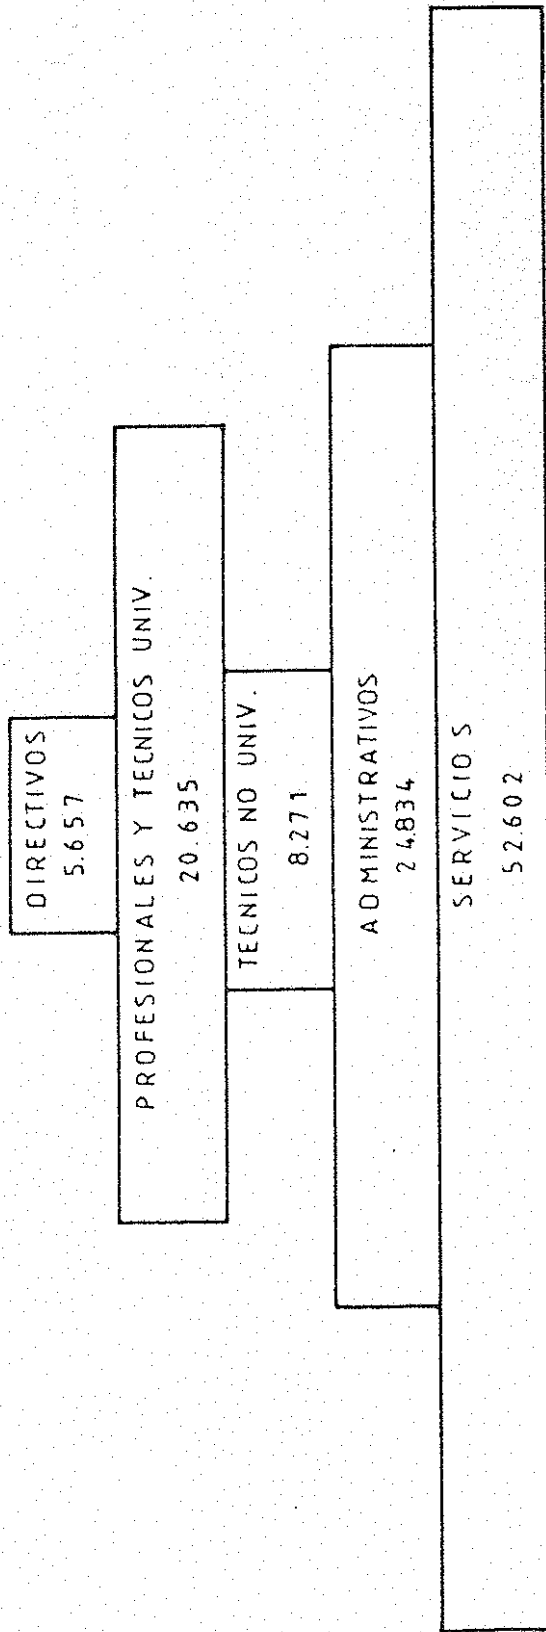 DIRECTIVOS
5.657
PROFESIONALES Y TECNICOS UNIV.
20.635
TECNICOS NO UNIV.
8.271
ADMINISTRATIVOS
24.834
SERVICIOS
52.602